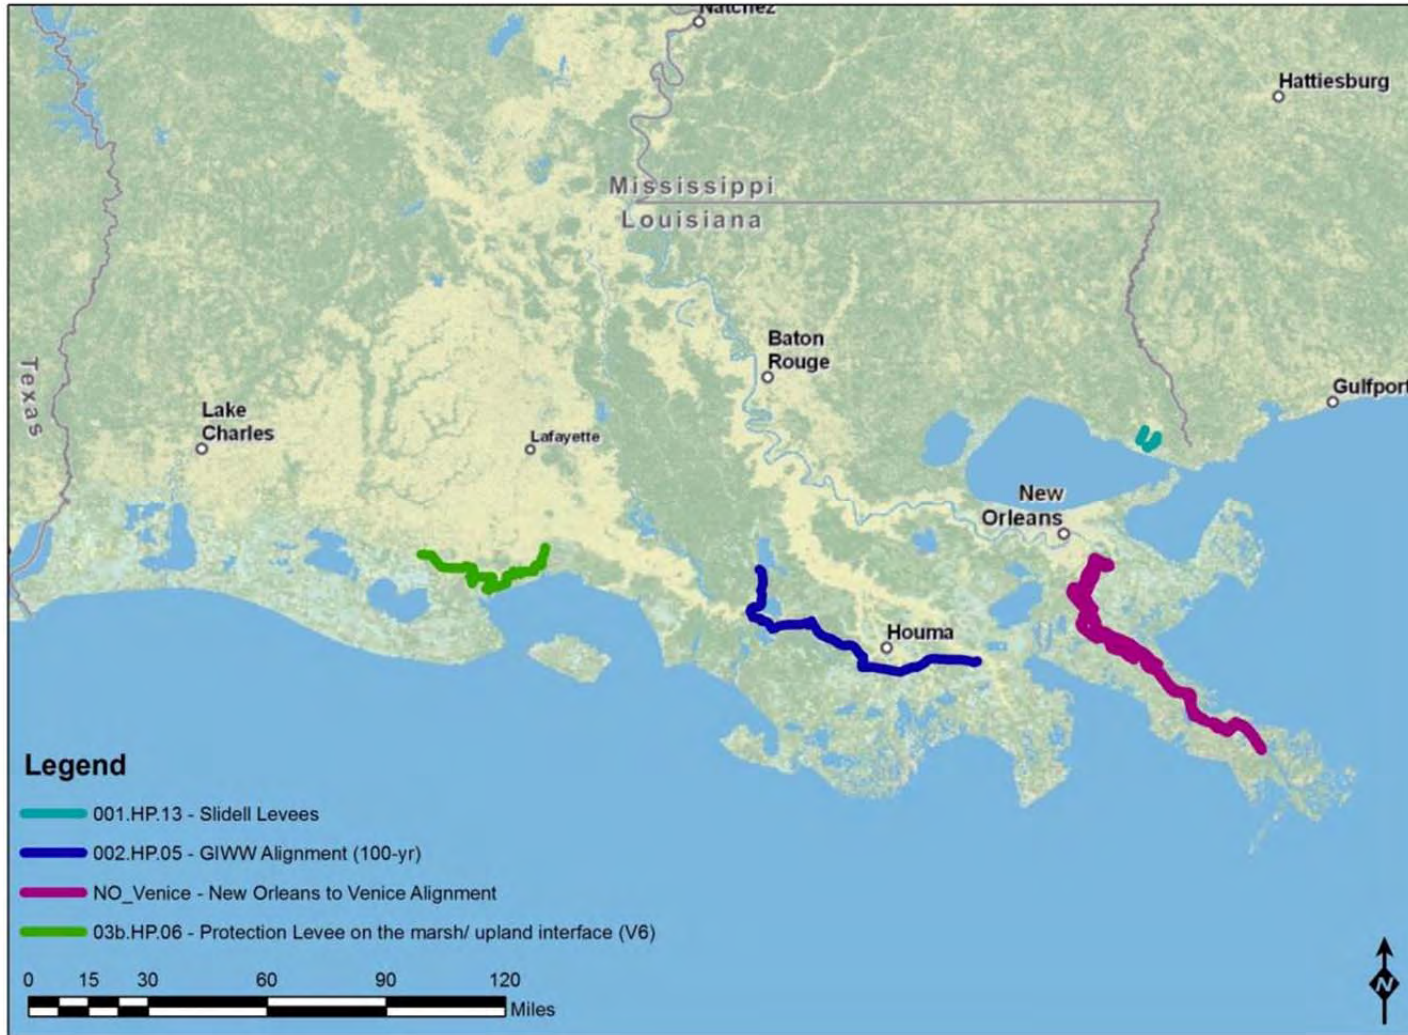 Natchez
Hattiesburg
Mississippi
Louisiana
Baton
Rouge
Texas
Gulfport
Lake
Charles
Lafayette
New
Orleans
Houma
Legend
001.HP.13 - Slidell Levees
002.HP.05 - GIWW Alignment (100-yr)
NO_Venice - New Orleans to Venice Alignment
03b.HP.06 - Protection Levee on the marsh/ upland interface (V6)
0 15 30 60 90 120
Miles
N